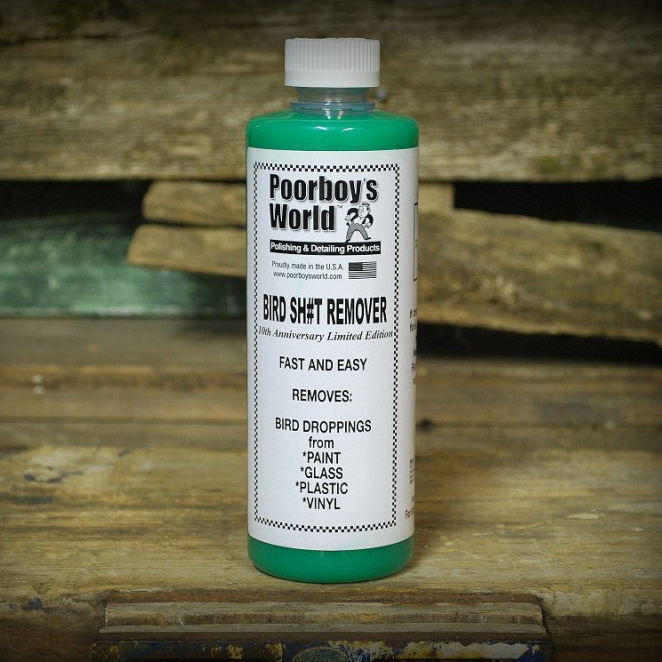 Poorboy's
World™
Polishing & Detailing Products
Proudly made in the U.S.A.
www.poorboysworld.com
BIRD SH#T REMOVER
10th Anniversary Limited Edition
FAST AND EASY
REMOVES:
BIRD DROPPINGS
from
*PAINT
*GLASS
*PLASTIC
*VINYL